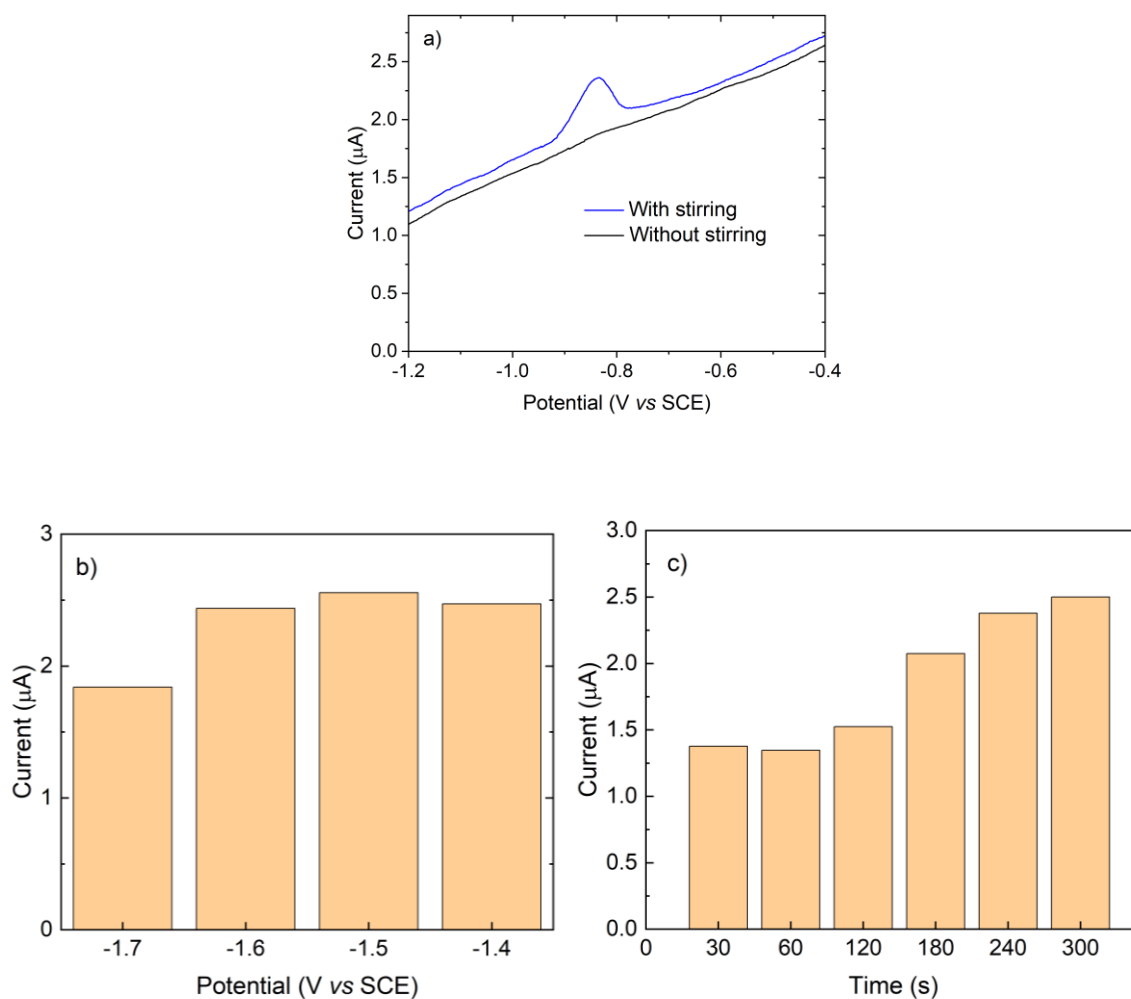 a)
2.5
2.0
1.5
1.0
0.5
0.0
Current (µA)
With stirring
Without stirring
-1.2 -1.0 -0.8 -0.6 -0.4
Potential (V vs SCE)
b)
3
2
1
0
Current (µA)
-1.7 -1.6 -1.5 -1.4
Potential (V vs SCE)
c)
3.0
2.5
2.0
1.5
1.0
0.5
0.0
Current (µA)
0 30 60 120 180 240 300
Time (s)